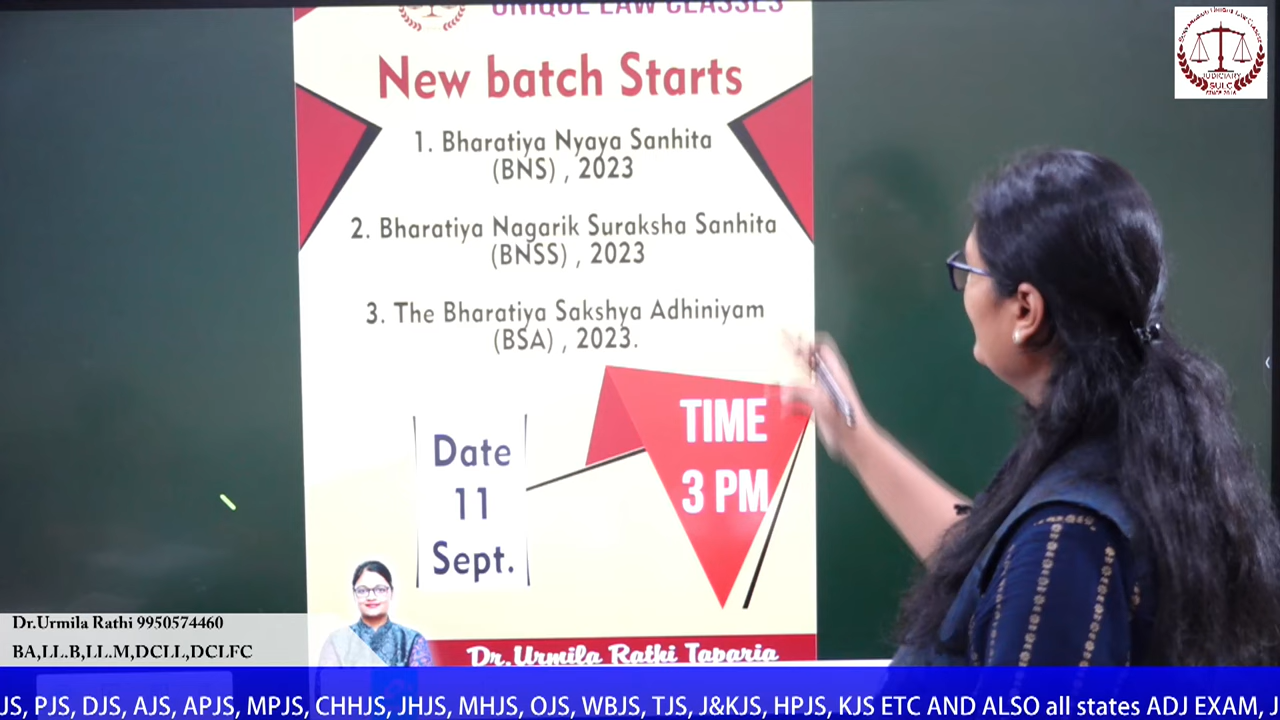 UNIQUE LAW CLASSES
New batch Starts
1. Bharatiya Nyaya Sanhita
(BNS) , 2023
2. Bharatiya Nagarik Suraksha Sanhita
(BNSS) , 2023
3. The Bharatiya Sakshya Adhiniyam
(BSA) , 2023.
Date
11
Sept.
TIME
3 PM
Dr.Urmila Rathi Taparia
JUDICIARY
SULC
Dr.Urmila Rathi 9950574460
BA,LL.B,LL.M,DCLL,DCLFC
JS, PJS, DJS, AJS, APJS, MPJS, CHHJS, JHJS, MHJS, OJS, WBJS, TJS, J&KJS, HPJS, KJS ETC AND ALSO all states ADJ EXAM, J